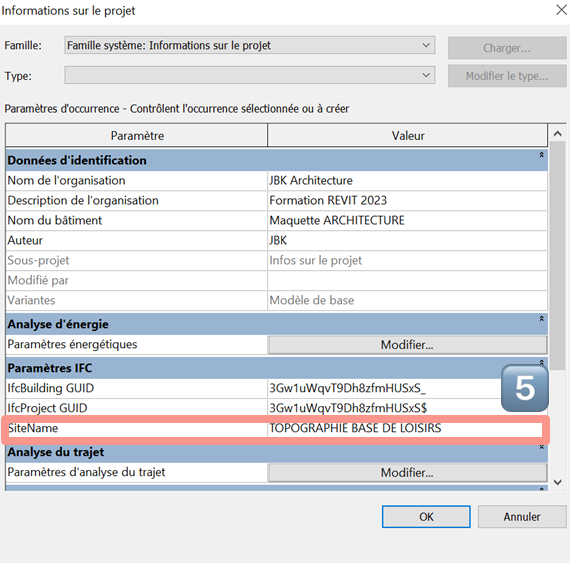 Informations sur le projet
Famille: Famille système: Informations sur le projet Charger...
Type: Modifier le type...
Paramètres d'occurrence - Contrôlent l'occurrence sélectionnée ou à créer
Paramètre Valeur
Données d'identification
Nom de l'organisation JBK Architecture
Description de l'organisation Formation REVIT 2023
Nom du bâtiment Maquette ARCHITECTURE
Auteur JBK
Sous-projet Infos sur le projet
Modifié par
Variantes Modèle de base
Analyse d'énergie
Paramètres énergétiques Modifier...
Paramètres IFC
5
IfcBuilding GUID 3Gw1uWqvT9Dh8zfmHUSxS_
IfcProject GUID 3Gw1uWqvT9Dh8zfmHUSxS$
SiteName TOPOGRAPHIE BASE DE LOISIRS
Analyse du trajet
Paramètres d'analyse du trajet Modifier...
OK Annuler